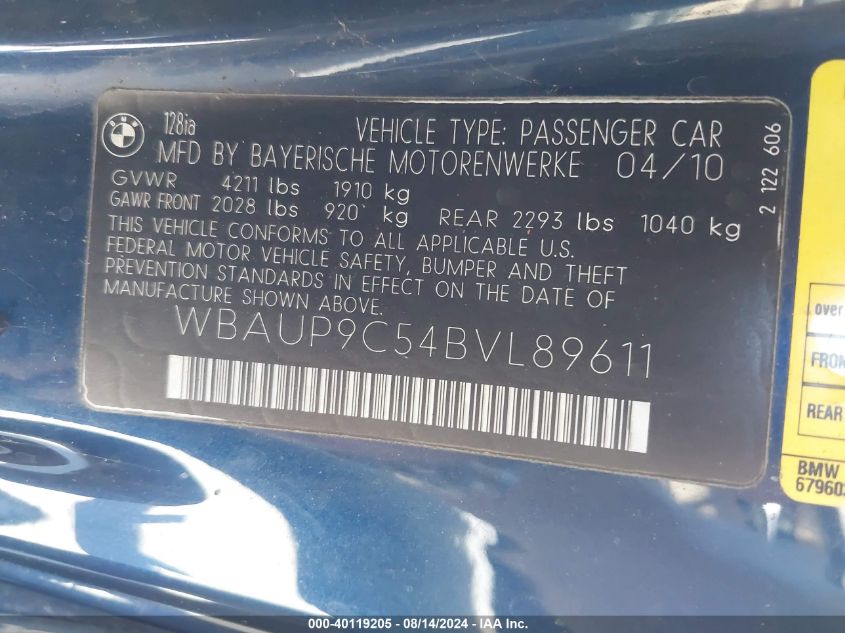 BMW
128ia
VEHICLE TYPE: PASSENGER CAR
MFD BY BAYERISCHE MOTORENWERKE 04/10
GVWR 4211 lbs 1910 kg
GAWR FRONT 2028 lbs 920 kg REAR 2293 lbs 1040 kg
THIS VEHICLE CONFORMS TO ALL APPLICABLE U.S.
FEDERAL MOTOR VEHICLE SAFETY, BUMPER AND THEFT
PREVENTION STANDARDS IN EFFECT ON THE DATE OF
MANUFACTURE SHOWN ABOVE.
WBAUP9C54BVL89611
2 122 606
over
REAR
BMW
000-40119205 - 08/14/2024 - IAA Inc.